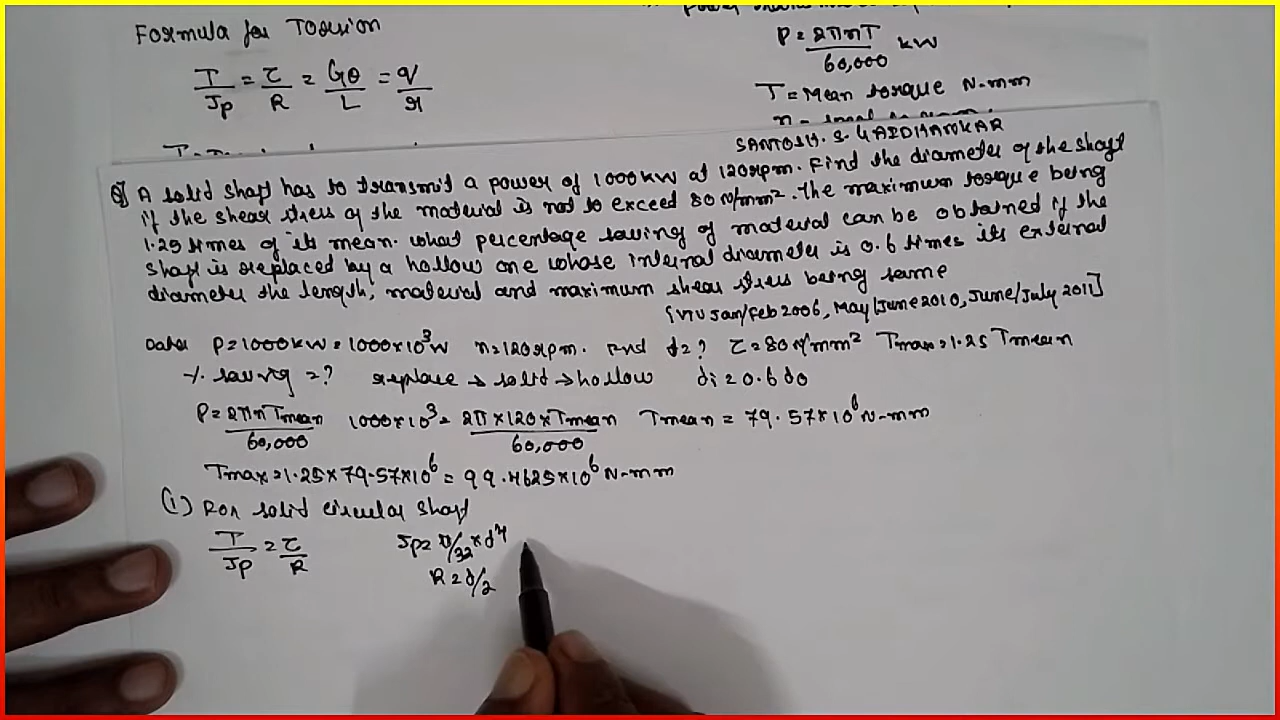 Formula for Torsion
T/Jp = τ/R = Gθ/L = q/r
P = 2πnT/60,000 kW
T = Mean torque N-mm
SANTOSH. S. GAEDHANKAR
Q) A solid shaft has to transmit a power of 1000 kW at 120 rpm. Find the diameter of the shaft
if the shear stress of the material is not to exceed 80 N/mm². The maximum torque being
1.25 times of its mean. what percentage saving of material can be obtained if the
shaft is replaced by a hollow one whose internal diameter is 0.6 times its external
diameter the length, material and maximum shear stress being same
[VTU Jan/Feb 2006, May/June 2010, June/July 2011]
Data P = 1000 kW = 1000×10³ W n = 120 rpm. Find d = ? τ = 80 N/mm² Tmax = 1.25 Tmean
% saving = ? replace → solid → hollow di = 0.6 do
P = 2πnTmean/60,000 1000×10³ = 2π×120×Tmean/60,000 Tmean = 79.57×10⁶ N-mm
Tmax = 1.25×79.57×10⁶ = 99.4625×10⁶ N-mm
(1) For solid circular shaft
T/Jp = τ/R Jp = π/32 × d⁴
R = d/2